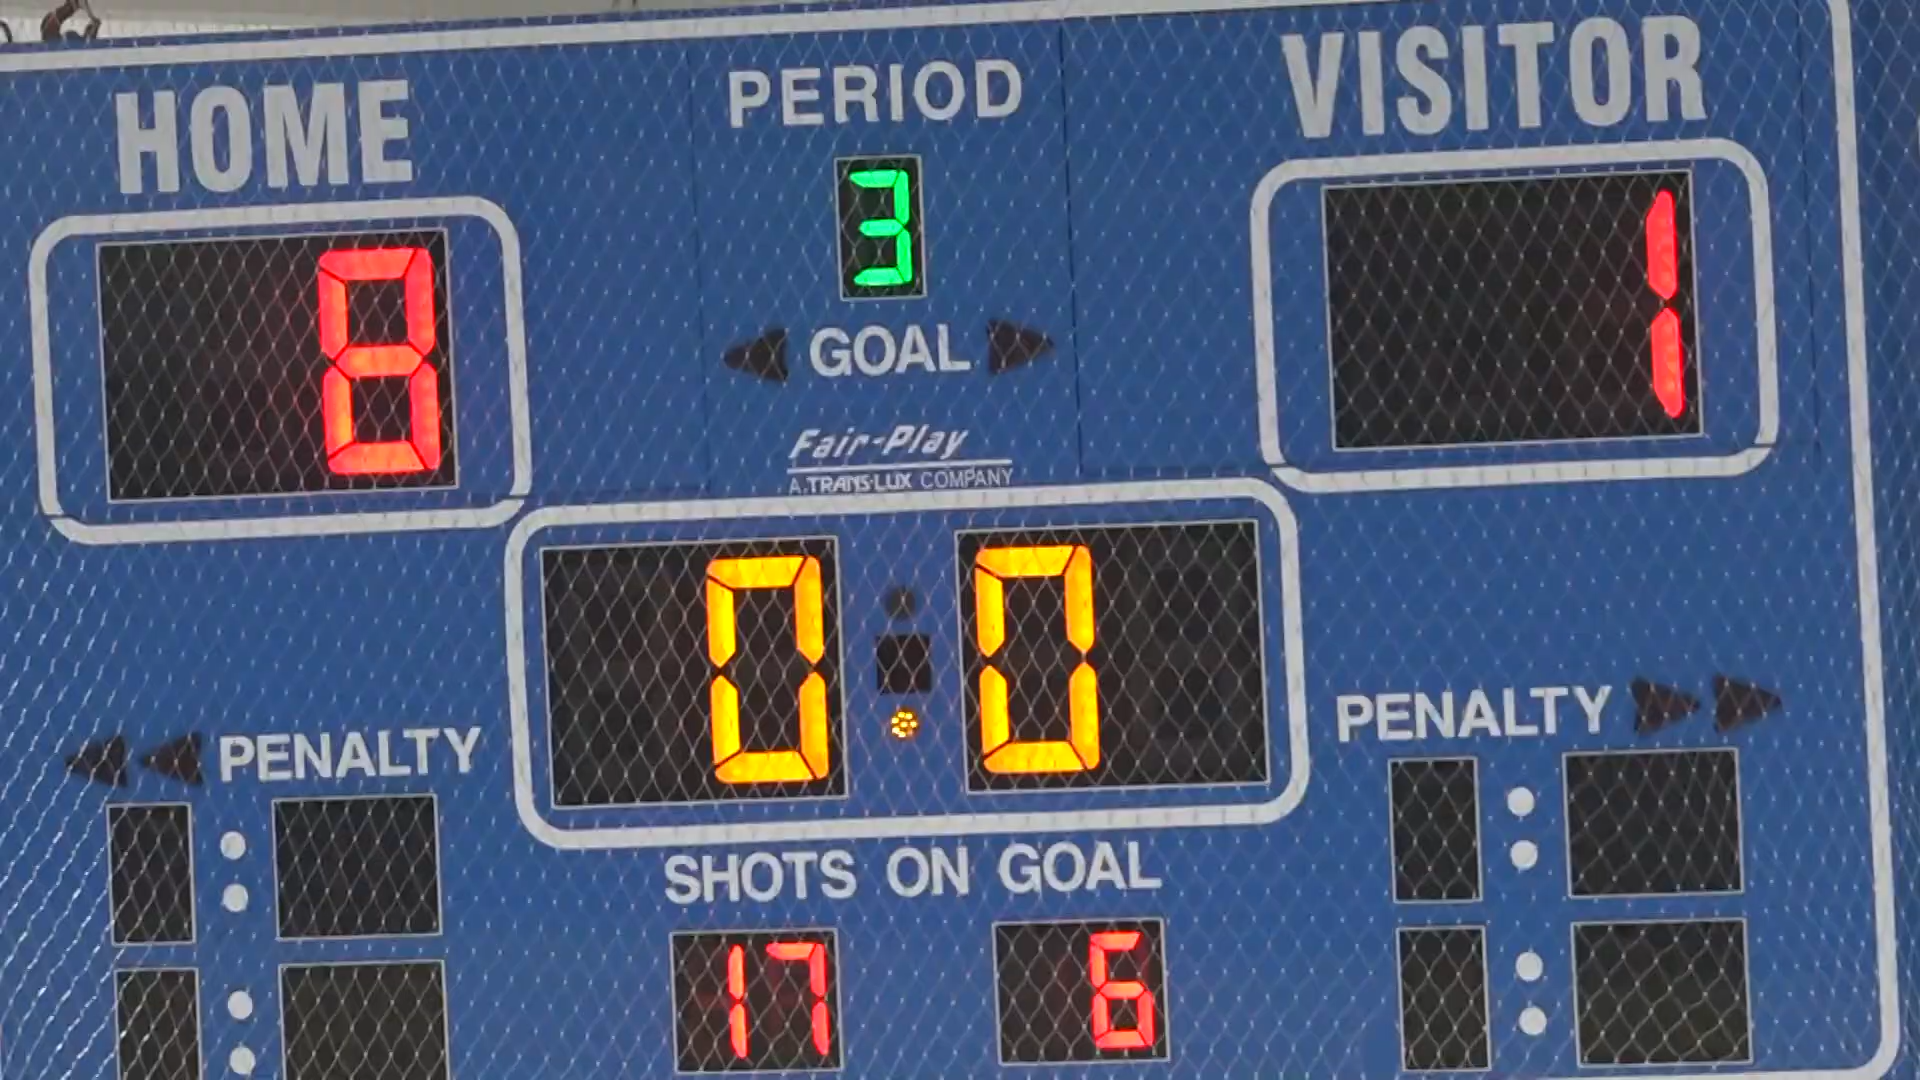 HOME PERIOD VISITOR
8 3 1
GOAL
Fair-Play
A TRANS-LUX COMPANY
0.0
PENALTY PENALTY
SHOTS ON GOAL
17 6